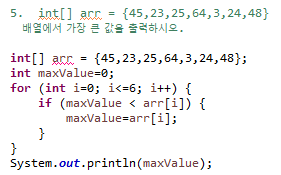 5. int[] arr = {45,23,25,64,3,24,48}
배열에서 가장 큰 값을 출력하시오.
int[] arr = {45,23,25,64,3,24,48};
int maxValue=0;
for (int i=0; i<=6; i++) {
if (maxValue < arr[i]) {
maxValue=arr[i];
}
}
System.out.println(maxValue);